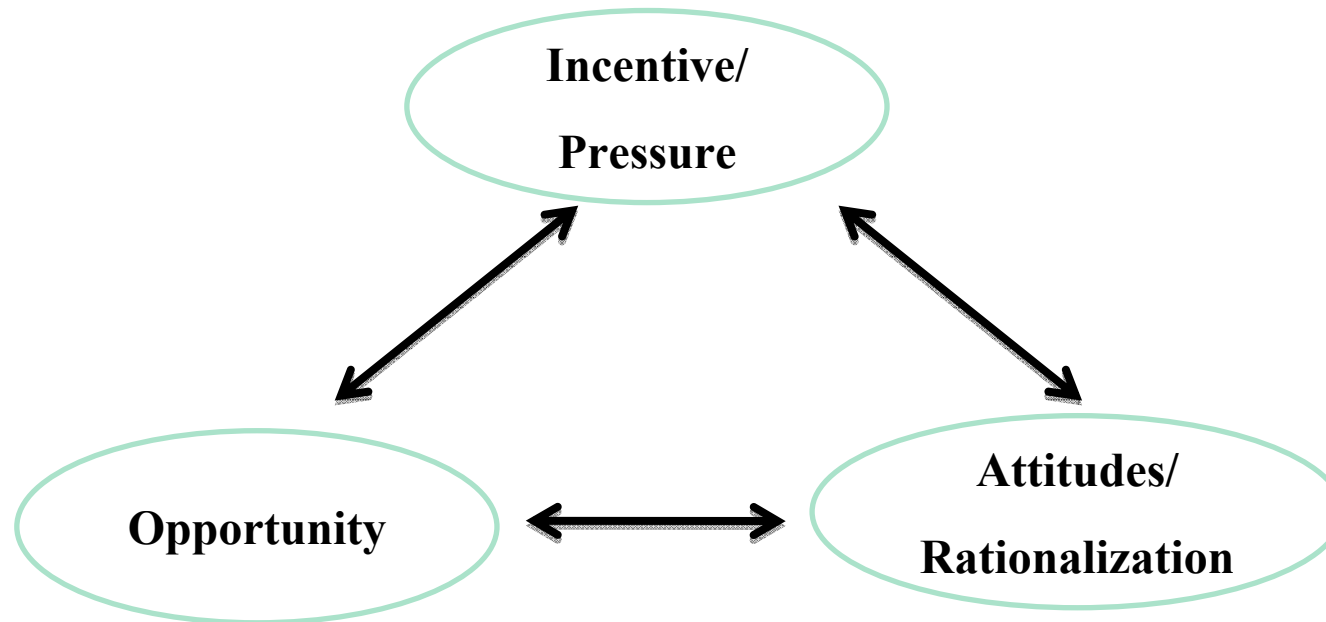 Incentive/
Pressure
Opportunity
Attitudes/
Rationalization